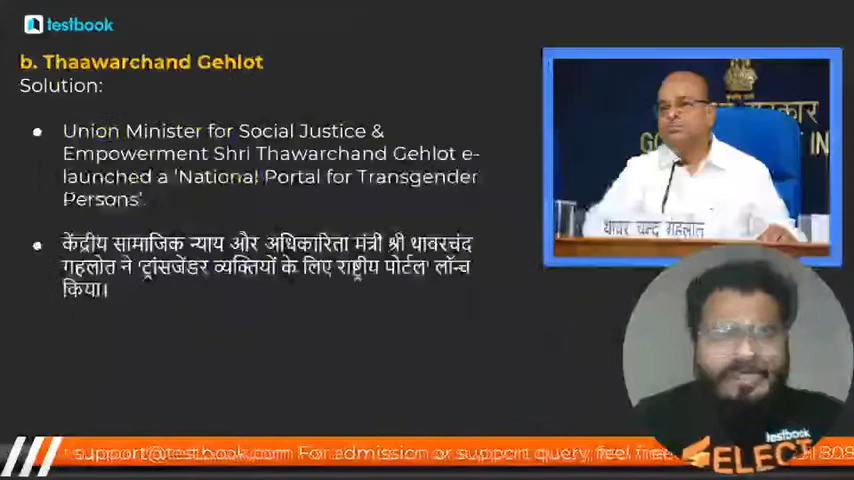 testbook
b. Thaawarchand Gehlot
Solution:
Union Minister for Social Justice &
Empowerment Shri Thawarchand Gehlot e-
launched a 'National Portal for Transgender
Persons'.
केंद्रीय सामाजिक न्याय और अधिकारिता मंत्री श्री थावरचंद
गहलोत ने 'ट्रांसजेंडर व्यक्तियों के लिए राष्ट्रीय पोर्टल' लॉन्च
किया।
सरकार
थावर चन्द गहलोत
testbook
support@testbook.com For admission or support query, feel free